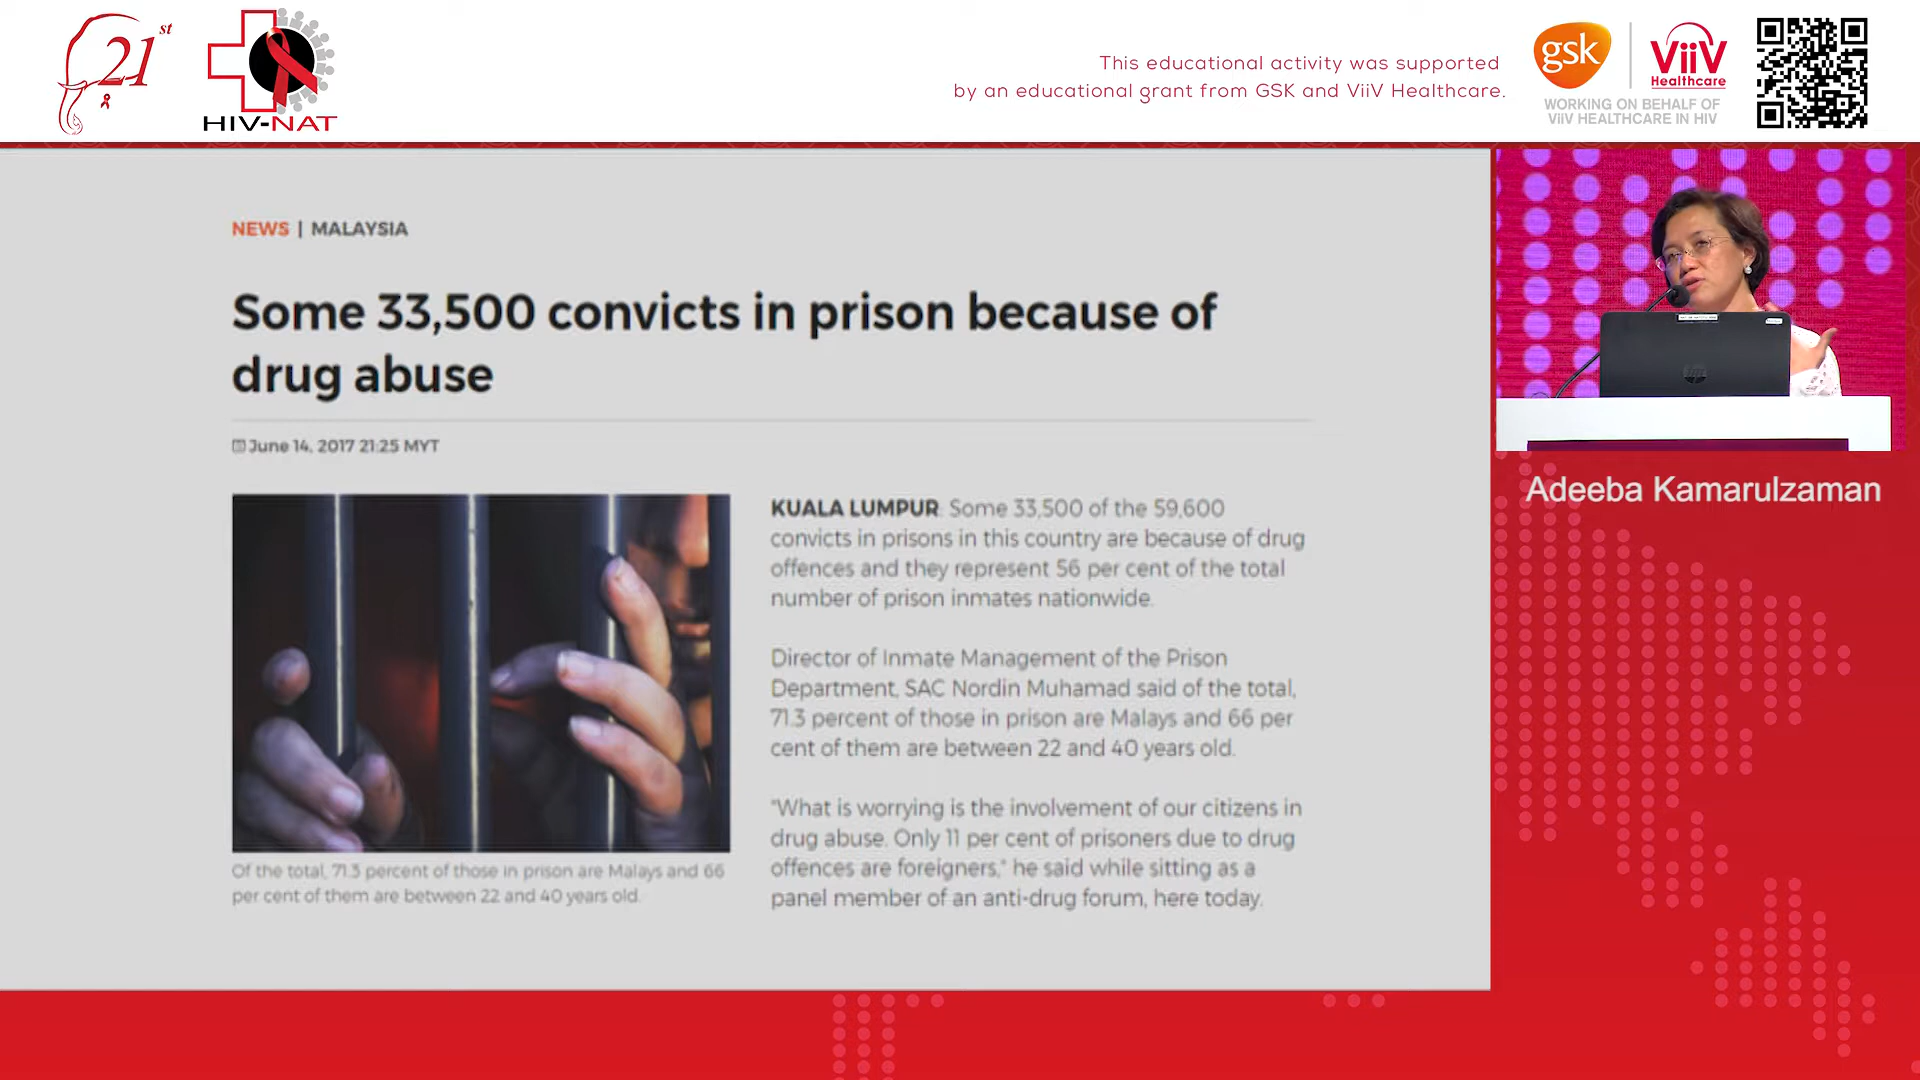 21st
HIV-NAT
This educational activity was supported
by an educational grant from GSK and ViiV Healthcare.
gsk
ViiV
Healthcare
WORKING ON BEHALF OF
ViiV HEALTHCARE IN HIV
NEWS | MALAYSIA
Some 33,500 convicts in prison because of
drug abuse
June 14, 2017 21:25 MYT
KUALA LUMPUR: Some 33,500 of the 59,600
convicts in prisons in this country are because of drug
offences and they represent 56 per cent of the total
number of prison inmates nationwide.
Director of Inmate Management of the Prison
Department, SAC Nordin Muhamad said of the total,
71.3 percent of those in prison are Malays and 66 per
cent of them are between 22 and 40 years old.
"What is worrying is the involvement of our citizens in
drug abuse. Only 11 per cent of prisoners due to drug
offences are foreigners," he said while sitting as a
panel member of an anti-drug forum, here today.
Of the total, 71.3 percent of those in prison are Malays and 66
per cent of them are between 22 and 40 years old.
hp
Adeeba Kamarulzaman